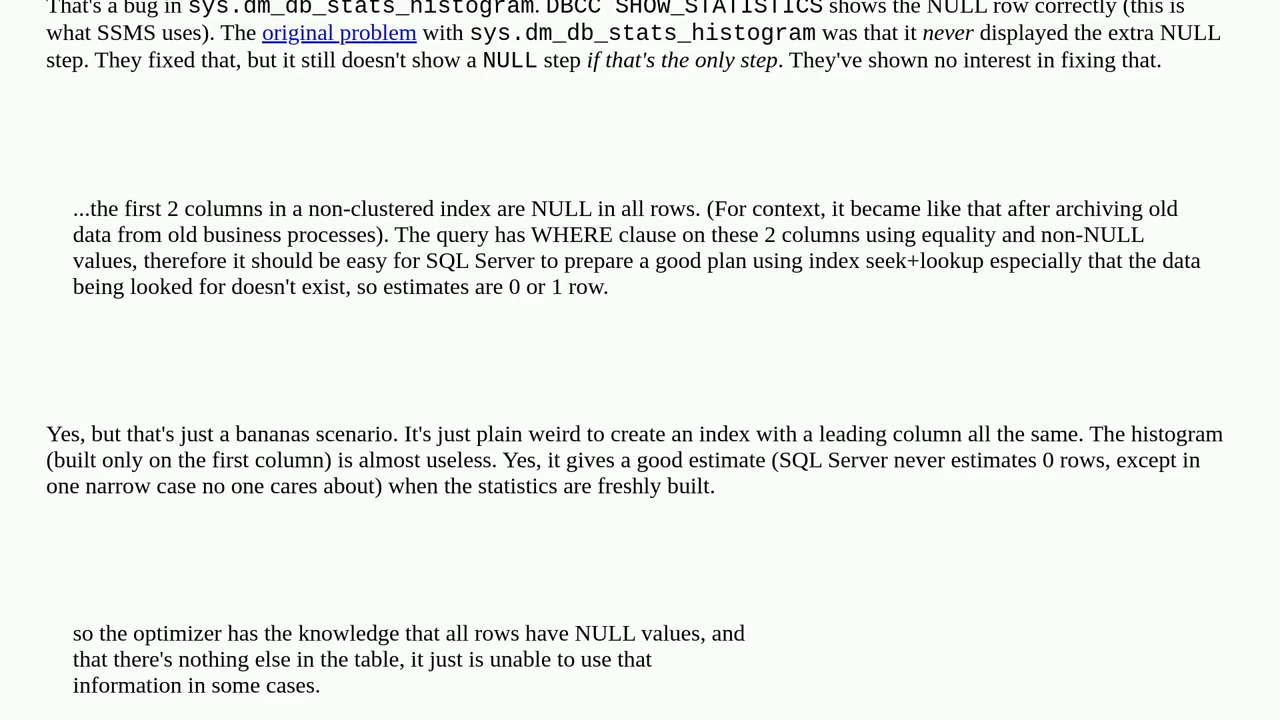 That's a bug in sys.dm_db_stats_histogram. DBCC SHOW_STATISTICS shows the NULL row correctly (this is
what SSMS uses). The original problem with sys.dm_db_stats_histogram was that it never displayed the extra NULL
step. They fixed that, but it still doesn't show a NULL step if that's the only step. They've shown no interest in fixing that.
...the first 2 columns in a non-clustered index are NULL in all rows. (For context, it became like that after archiving old
data from old business processes). The query has WHERE clause on these 2 columns using equality and non-NULL
values, therefore it should be easy for SQL Server to prepare a good plan using index seek+lookup especially that the data
being looked for doesn't exist, so estimates are 0 or 1 row.
Yes, but that's just a bananas scenario. It's just plain weird to create an index with a leading column all the same. The histogram
(built only on the first column) is almost useless. Yes, it gives a good estimate (SQL Server never estimates 0 rows, except in
one narrow case no one cares about) when the statistics are freshly built.
so the optimizer has the knowledge that all rows have NULL values, and
that there's nothing else in the table, it just is unable to use that
information in some cases.